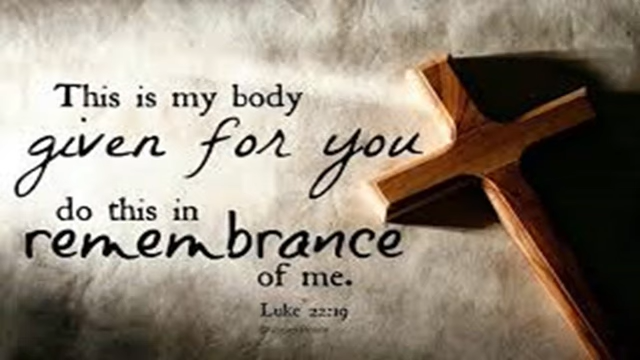 This is my body
given for you
do this in
remembrance
of me.
Luke 22:19